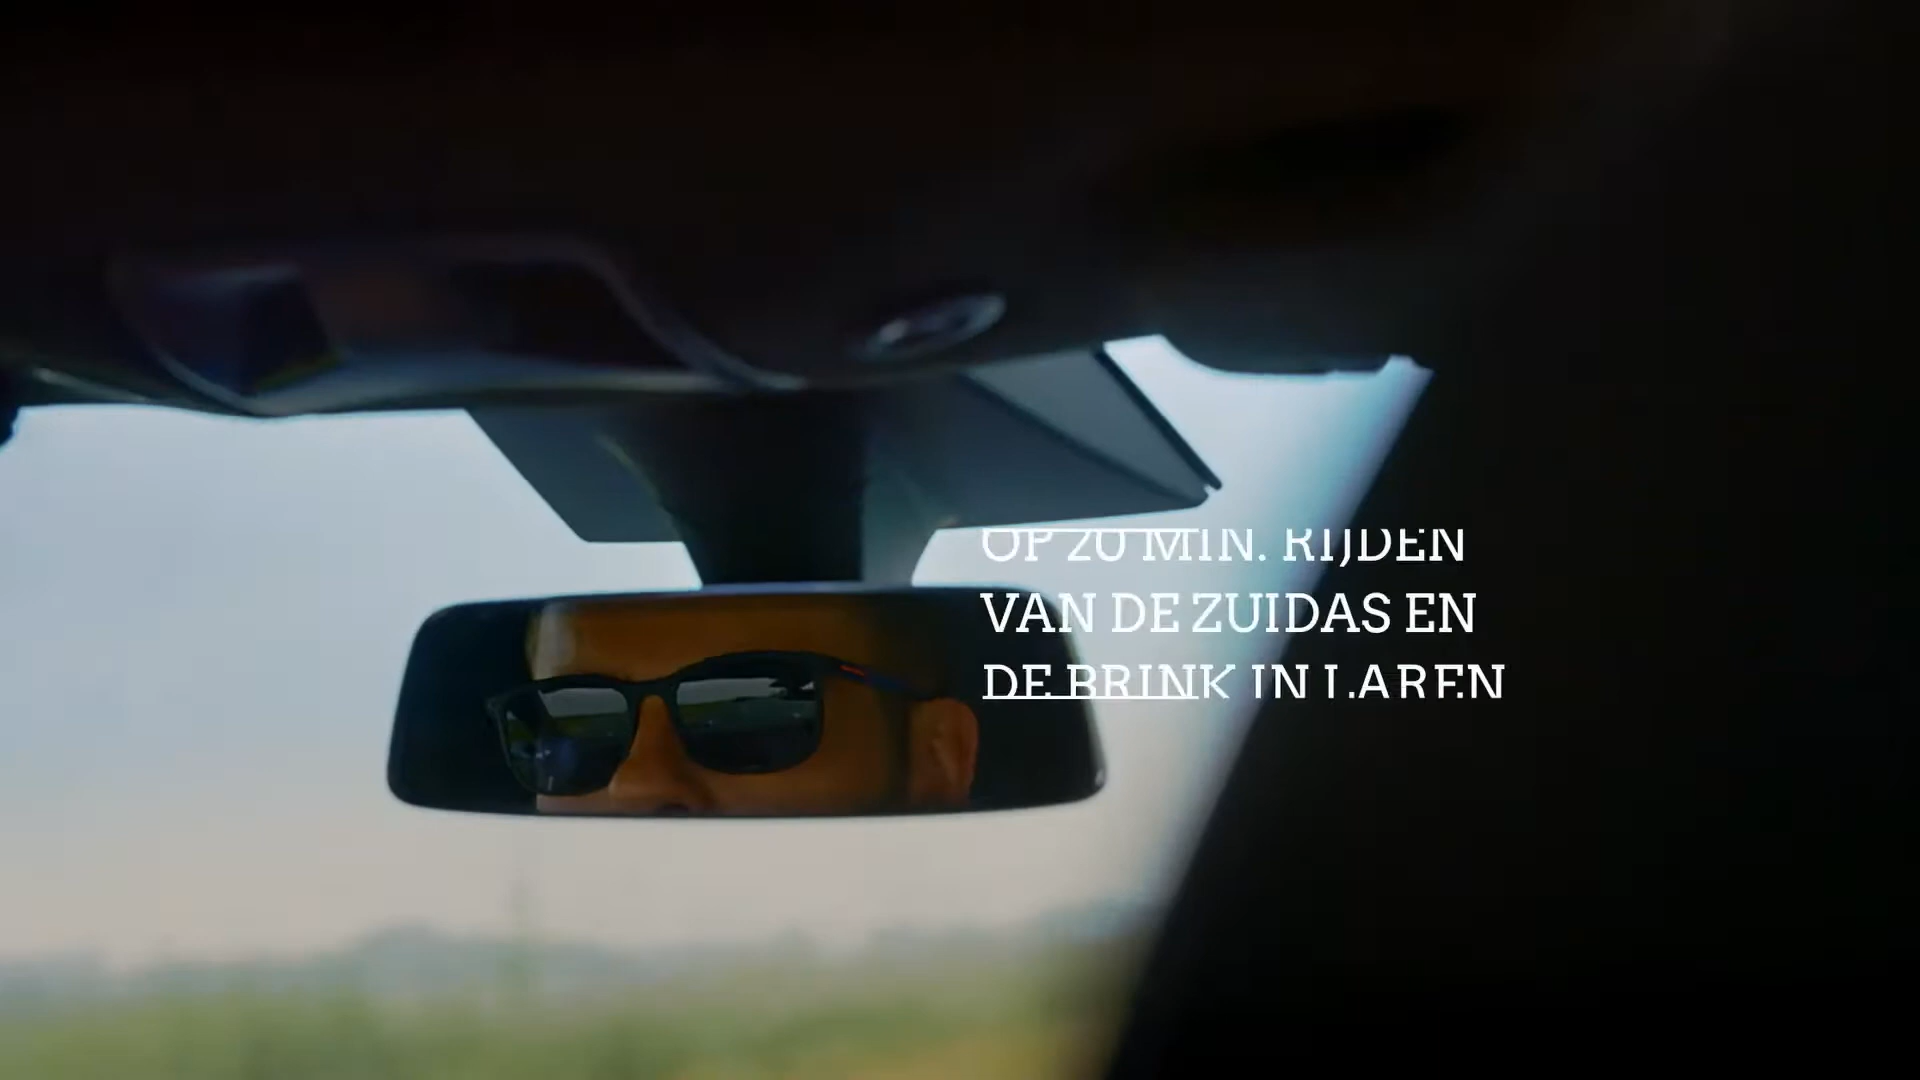 OP 20 MIN. RIJDEN
VAN DE ZUIDAS EN
DE BRINK IN LAREN